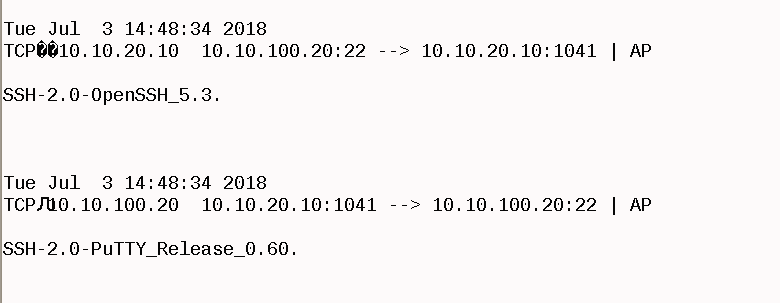 Tue Jul  3 14:48:34 2018
TCP��10.10.20.10  10.10.100.20:22 --> 10.10.20.10:1041 | AP
SSH-2.0-OpenSSH_5.3.
Tue Jul  3 14:48:34 2018
TCP 10.10.100.20  10.10.20.10:1041 --> 10.10.100.20:22 | AP
SSH-2.0-PuTTY_Release_0.60.